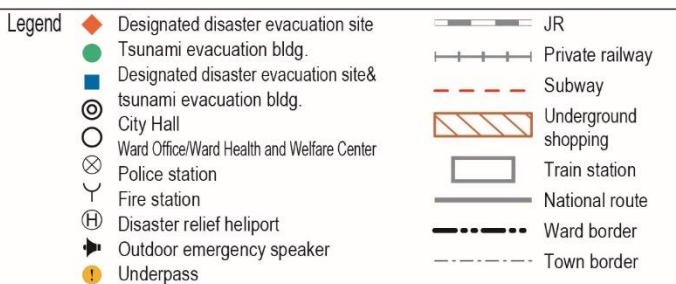 Legend
Designated disaster evacuation site
Tsunami evacuation bldg.
Designated disaster evacuation site&
tsunami evacuation bldg.
City Hall
Ward Office/Ward Health and Welfare Center
Police station
Fire station
H Disaster relief heliport
Outdoor emergency speaker
! Underpass
JR
Private railway
Subway
Underground
shopping
Train station
National route
Ward border
Town border